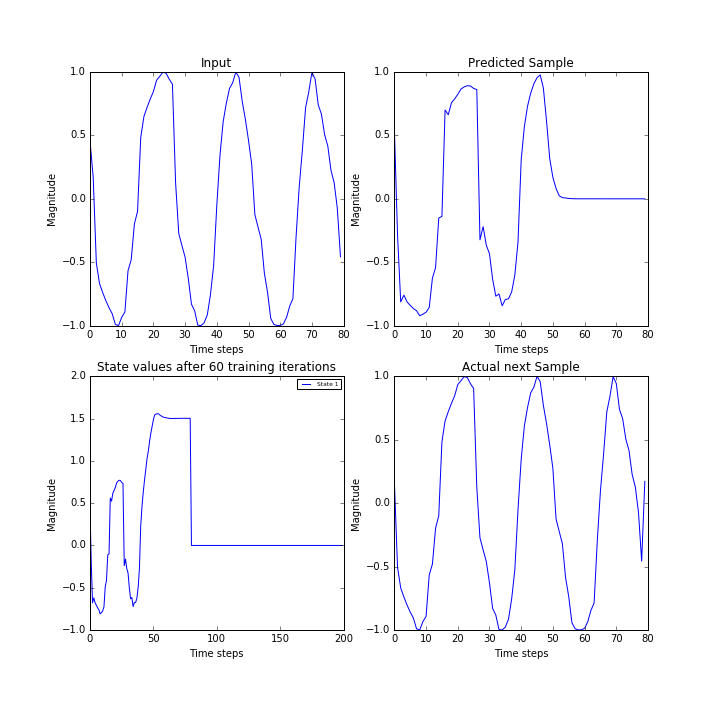 Input
1.0
0.5
0.0
−0.5
−1.0
Magnitude
0 10 20 30 40 50 60 70 80
Time steps
Predicted Sample
1.0
0.5
0.0
−0.5
−1.0
Magnitude
0 10 20 30 40 50 60 70 80
Time steps
State values after 60 training iterations
State 1
2.0
1.5
1.0
0.5
0.0
−0.5
−1.0
Magnitude
0 50 100 150 200
Time steps
Actual next Sample
1.0
0.5
0.0
−0.5
−1.0
Magnitude
0 10 20 30 40 50 60 70 80
Time steps